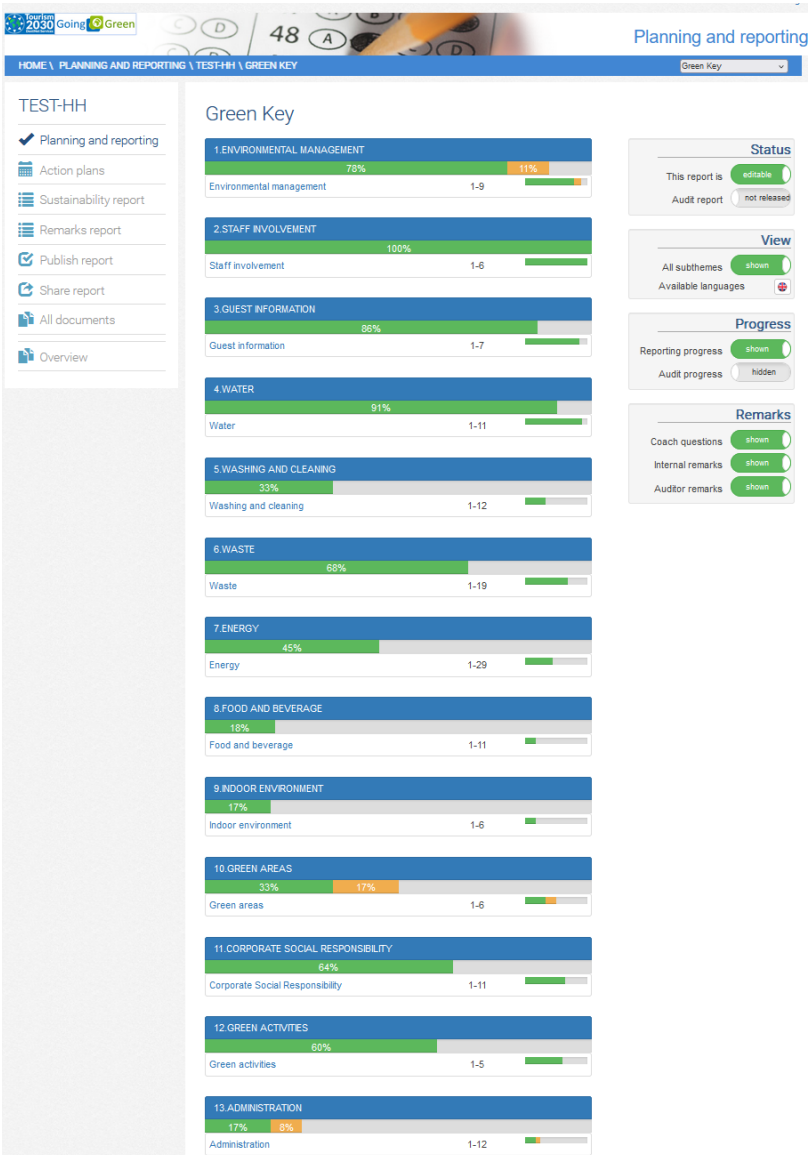 Tourism
2030
Going Green
D
48 A
B
D
Planning and reporting
HOME \ PLANNING AND REPORTING \ TEST-HH \ GREEN KEY
Green Key
TEST-HH
Planning and reporting
Action plans
Sustainability report
Remarks report
Publish report
Share report
All documents
Overview
Green Key
1.ENVIRONMENTAL MANAGEMENT
78% 11%
Environmental management 1-9
2.STAFF INVOLVEMENT
100%
Staff involvement 1-6
3.GUEST INFORMATION
86%
Guest information 1-7
4.WATER
91%
Water 1-11
5.WASHING AND CLEANING
33%
Washing and cleaning 1-12
6.WASTE
68%
Waste 1-19
7.ENERGY
45%
Energy 1-29
8.FOOD AND BEVERAGE
18%
Food and beverage 1-11
9.INDOOR ENVIRONMENT
17%
Indoor environment 1-6
10.GREEN AREAS
33% 17%
Green areas 1-6
11.CORPORATE SOCIAL RESPONSIBILITY
64%
Corporate Social Responsibility 1-11
12.GREEN ACTIVITIES
60%
Green activities 1-5
13.ADMINISTRATION
17% 8%
Administration 1-12
Status
This report is editable
Audit report not released
View
All subthemes shown
Available languages
Progress
Reporting progress shown
Audit progress hidden
Remarks
Coach questions shown
Internal remarks shown
Auditor remarks shown